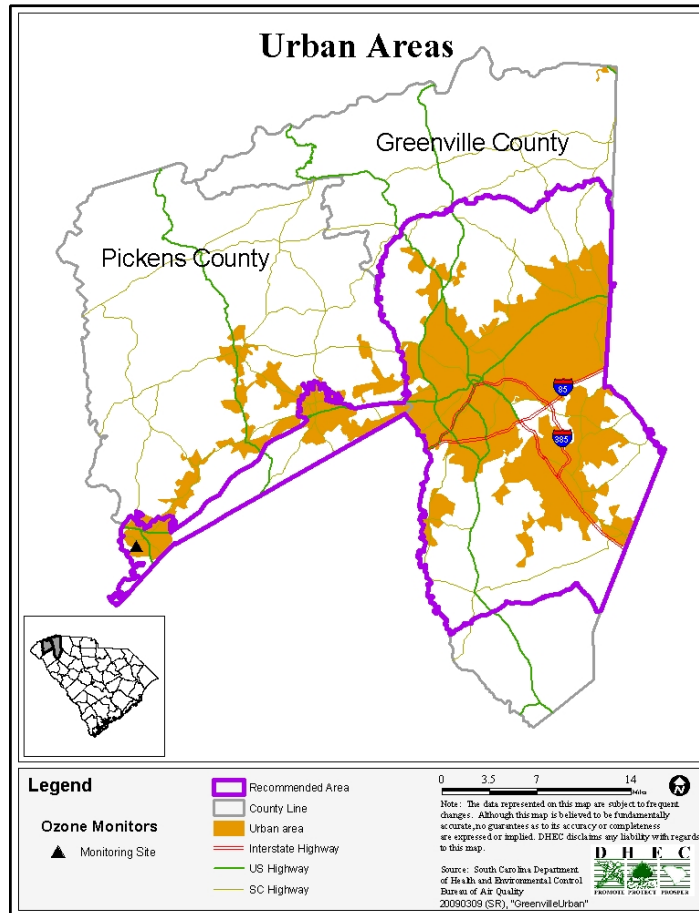 Urban Areas
Greenville County
Pickens County
85
385
Legend
Ozone Monitors
Monitoring Site
Recommended Area
County Line
Urban area
Interstate Highway
US Highway
SC Highway
0 3.5 7 14
Miles
N
Note: The data represented on this map are subject to frequent
changes. Although this map is believed to be fundamentally
accurate, no guarantees as to its accuracy or completeness
are expressed or implied. DHEC disclaims any liability with regards
to this map.
Source: South Carolina Department
of Health and Environmental Control
Bureau of Air Quality
20090309 (SR), "GreenvilleUrban"
D H E C
PROMOTE PROTECT PROSPER